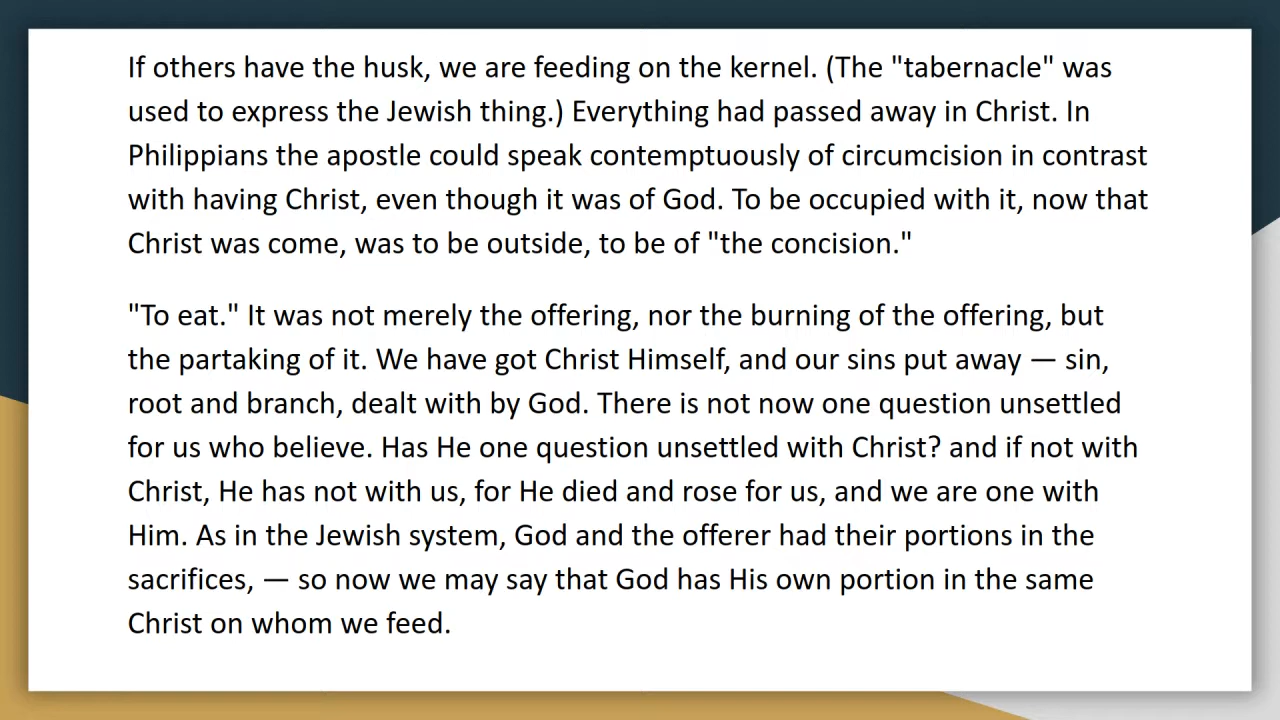 If others have the husk, we are feeding on the kernel. (The "tabernacle" was
used to express the Jewish thing.) Everything had passed away in Christ. In
Philippians the apostle could speak contemptuously of circumcision in contrast
with having Christ, even though it was of God. To be occupied with it, now that
Christ was come, was to be outside, to be of "the concision."
"To eat." It was not merely the offering, nor the burning of the offering, but
the partaking of it. We have got Christ Himself, and our sins put away — sin,
root and branch, dealt with by God. There is not now one question unsettled
for us who believe. Has He one question unsettled with Christ? and if not with
Christ, He has not with us, for He died and rose for us, and we are one with
Him. As in the Jewish system, God and the offerer had their portions in the
sacrifices, — so now we may say that God has His own portion in the same
Christ on whom we feed.